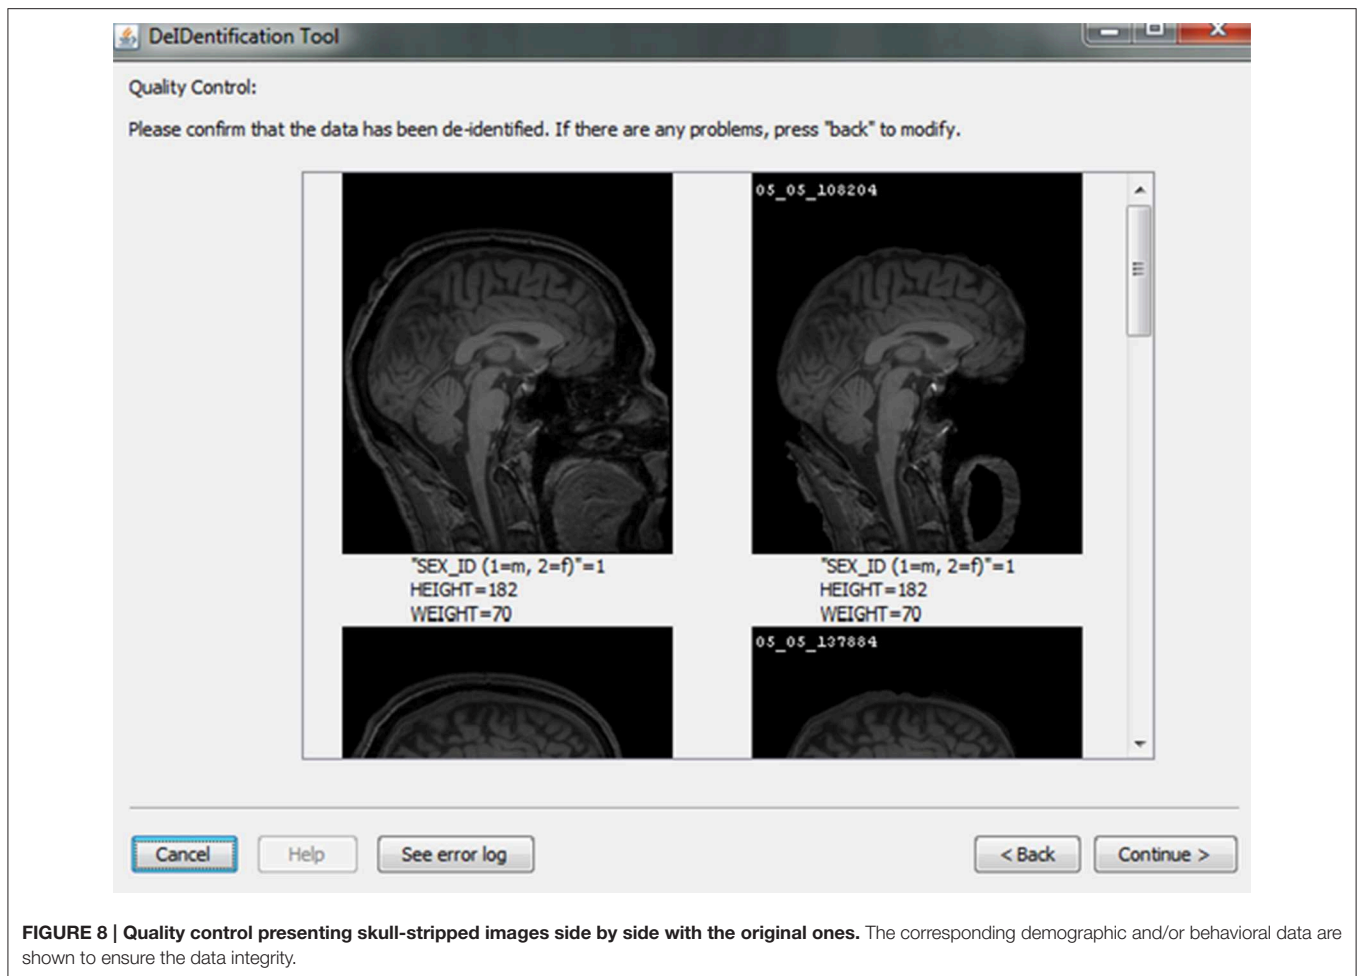 DeIDentification Tool
Quality Control:
Please confirm that the data has been de-identified. If there are any problems, press "back" to modify.
05_05_108204
"SEX_ID (1=m, 2=f)"=1
HEIGHT=182
WEIGHT=70
"SEX_ID (1=m, 2=f)"=1
HEIGHT=182
WEIGHT=70
05_05_137884
Cancel
Help
See error log
< Back
Continue >
FIGURE 8 | Quality control presenting skull-stripped images side by side with the original ones. The corresponding demographic and/or behavioral data are
shown to ensure the data integrity.